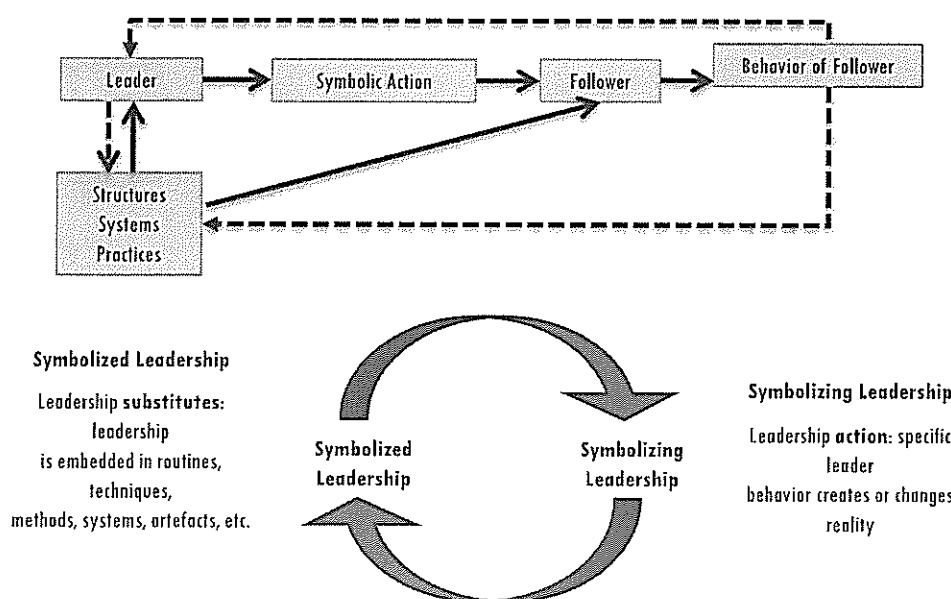 Leader
Symbolic Action
Follower
Behavior of Follower
Structures
Systems
Practices
Symbolized Leadership
Leadership substitutes:
leadership
is embedded in routines,
techniques,
methods, systems, artefacts, etc.
Symbolized
Leadership
Symbolizing
Leadership
Symbolizing Leadership
Leadership action: specific
leader
behavior creates or changes
reality